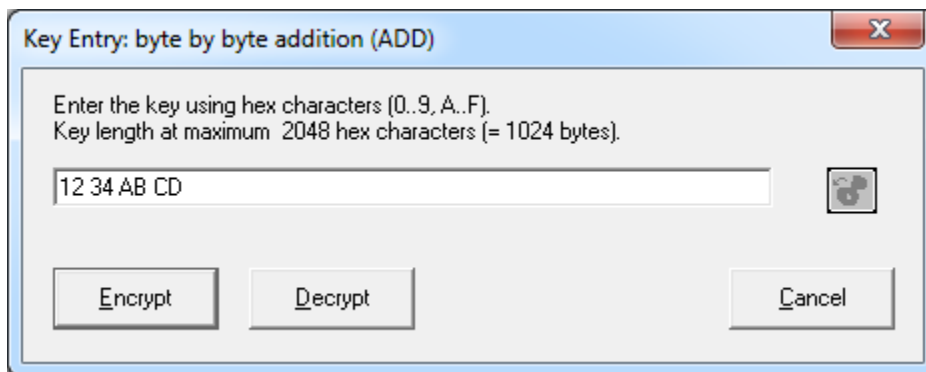 Key Entry: byte by byte addition (ADD)
Enter the key using hex characters (0..9, A..F).
Key length at maximum  2048 hex characters (= 1024 bytes).
12 34 AB CD
Encrypt
Decrypt
Cancel